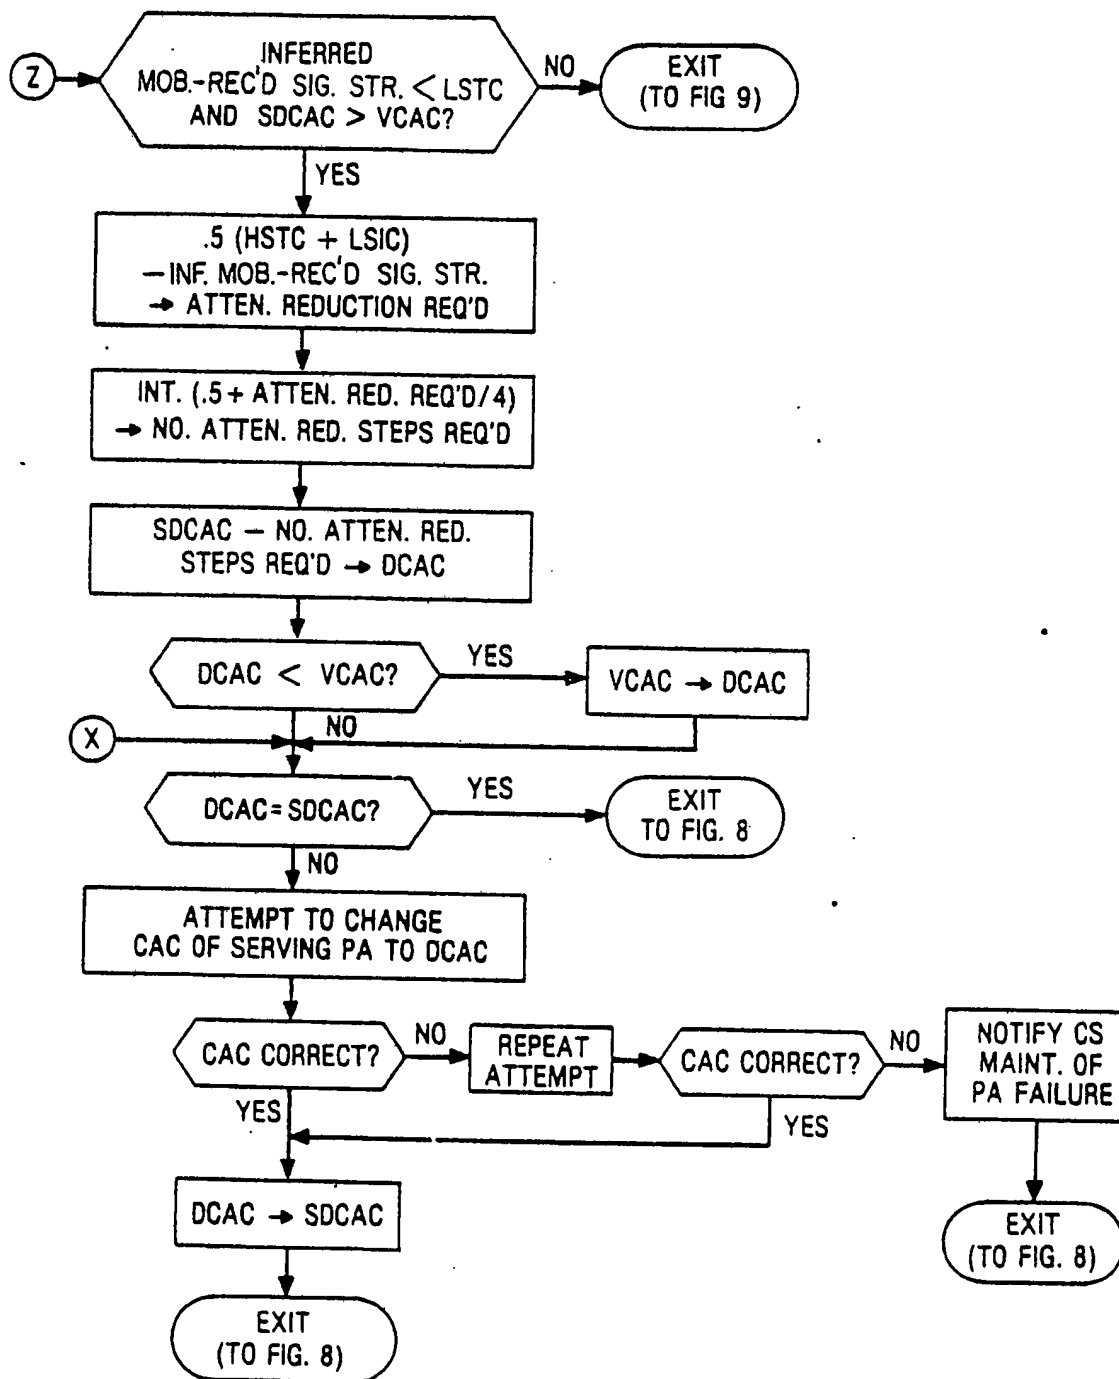 Z
INFERRED
MOB.-REC'D SIG. STR. < LSTC
AND SDCAC > VCAC?
NO
EXIT
(TO FIG 9)
YES
.5 (HSTC + LSIC)
—INF. MOB.-REC'D SIG. STR.
→ ATTEN. REDUCTION REQ'D
INT. (.5 + ATTEN. RED. REQ'D/4)
→ NO. ATTEN. RED. STEPS REQ'D
SDCAC — NO. ATTEN. RED.
STEPS REQ'D → DCAC
DCAC < VCAC?
YES
VCAC → DCAC
NO
X
DCAC = SDCAC?
YES
EXIT
TO FIG. 8
NO
ATTEMPT TO CHANGE
CAC OF SERVING PA TO DCAC
CAC CORRECT?
NO
REPEAT
ATTEMPT
CAC CORRECT?
NO
NOTIFY CS
MAINT. OF
PA FAILURE
YES
YES
DCAC → SDCAC
EXIT
(TO FIG. 8)
EXIT
(TO FIG. 8)